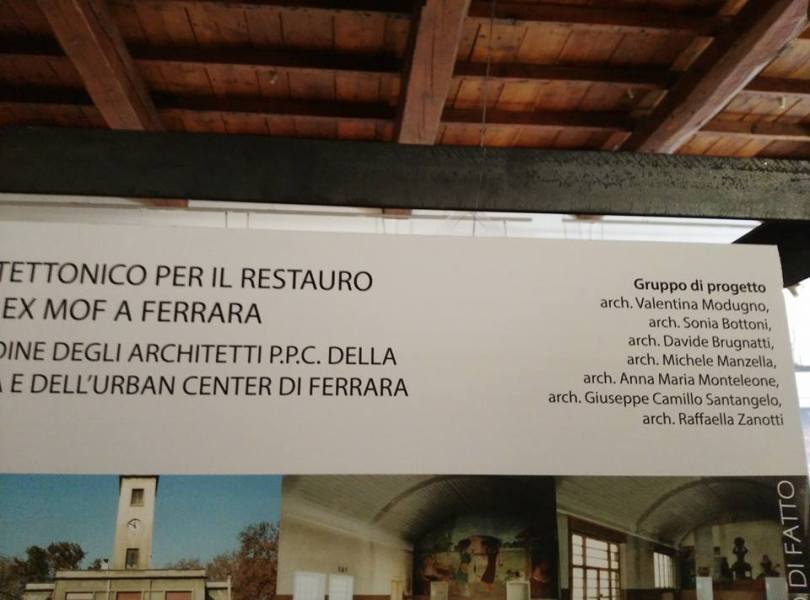 TETTONICO PER IL RESTAURO
EX MOF A FERRARA
DINE DEGLI ARCHITETTI P.P.C. DELLA
A E DELL'URBAN CENTER DI FERRARA
Gruppo di progetto
arch. Valentina Modugno,
arch. Sonia Bottoni,
arch. Davide Brugnatti,
arch. Michele Manzella,
arch. Anna Maria Monteleone,
arch. Giuseppe Camillo Santangelo,
arch. Raffaella Zanotti
O DI FATTO